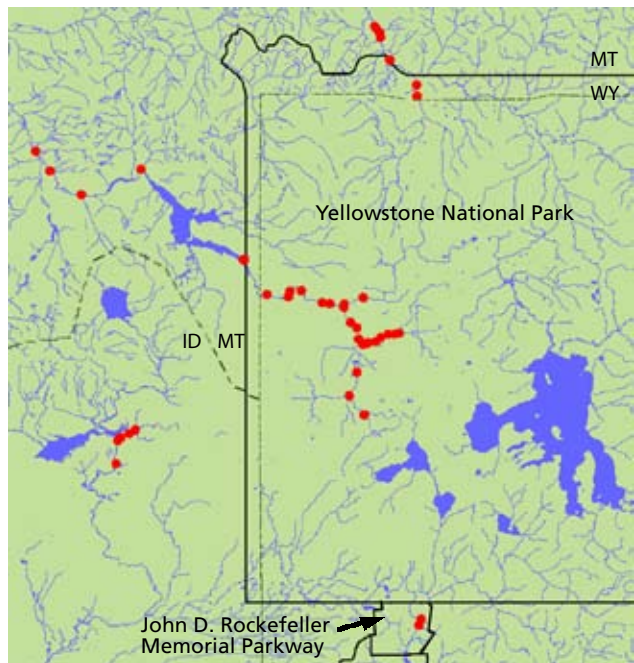 MT
WY
Yellowstone National Park
ID MT
John D. Rockefeller
Memorial Parkway